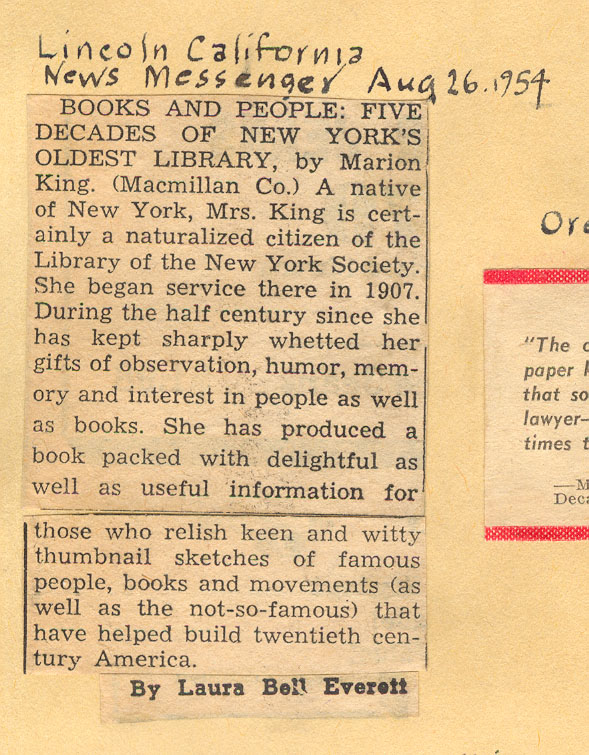 Lincoln California
News Messenger Aug 26. 1954
BOOKS AND PEOPLE: FIVE
DECADES OF NEW YORK'S
OLDEST LIBRARY, by Marion
King. (Macmillan Co.) A native
of New York, Mrs. King is cert-
ainly a naturalized citizen of the
Library of the New York Society.
She began service there in 1907.
During the half century since she
has kept sharply whetted her
gifts of observation, humor, mem-
ory and interest in people as well
as books. She has produced a
book packed with delightful as
well as useful information for
those who relish keen and witty
thumbnail sketches of famous
people, books and movements (as
well as the not-so-famous) that
have helped build twentieth cen-
tury America.
By Laura Bell Everett
"The
paper
that
lawyer—
times